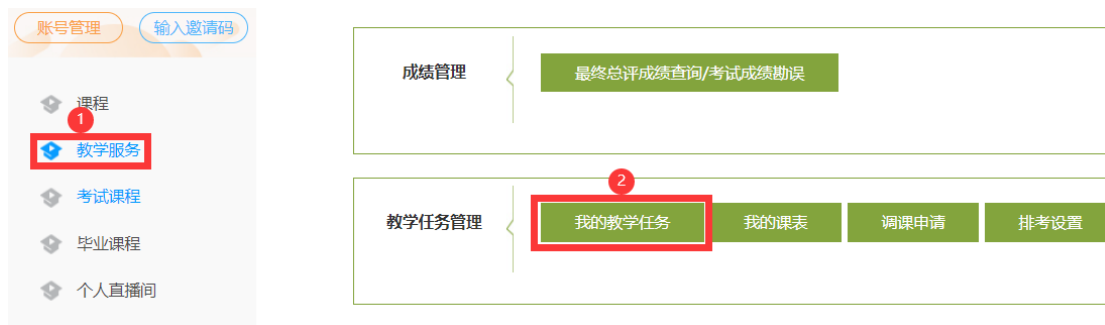 账号管理 输入邀请码
课程
1
教学服务
考试课程
毕业课程
个人直播间
成绩管理 最终总评成绩查询/考试成绩勘误
2
教学任务管理 我的教学任务 我的课表 调课申请 排考设置